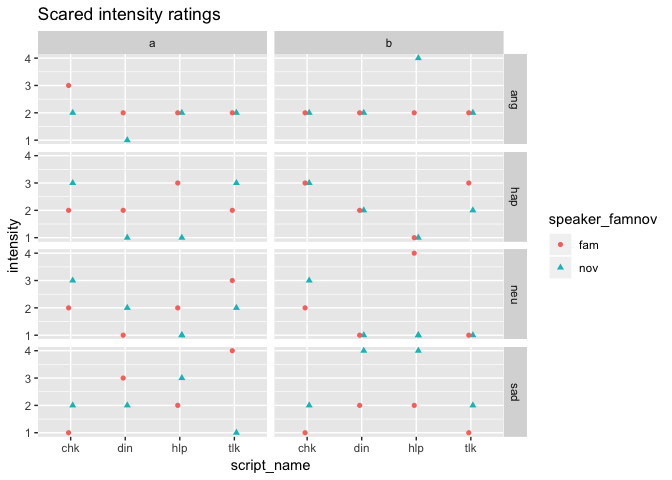 Scared intensity ratings
a b
4
3
2
1
ang
4
3
2
1
hap
4
3
2
1
neu
4
3
2
1
sad
intensity
chk din hlp tlk chk din hlp tlk
script_name
speaker_famnov
fam
nov